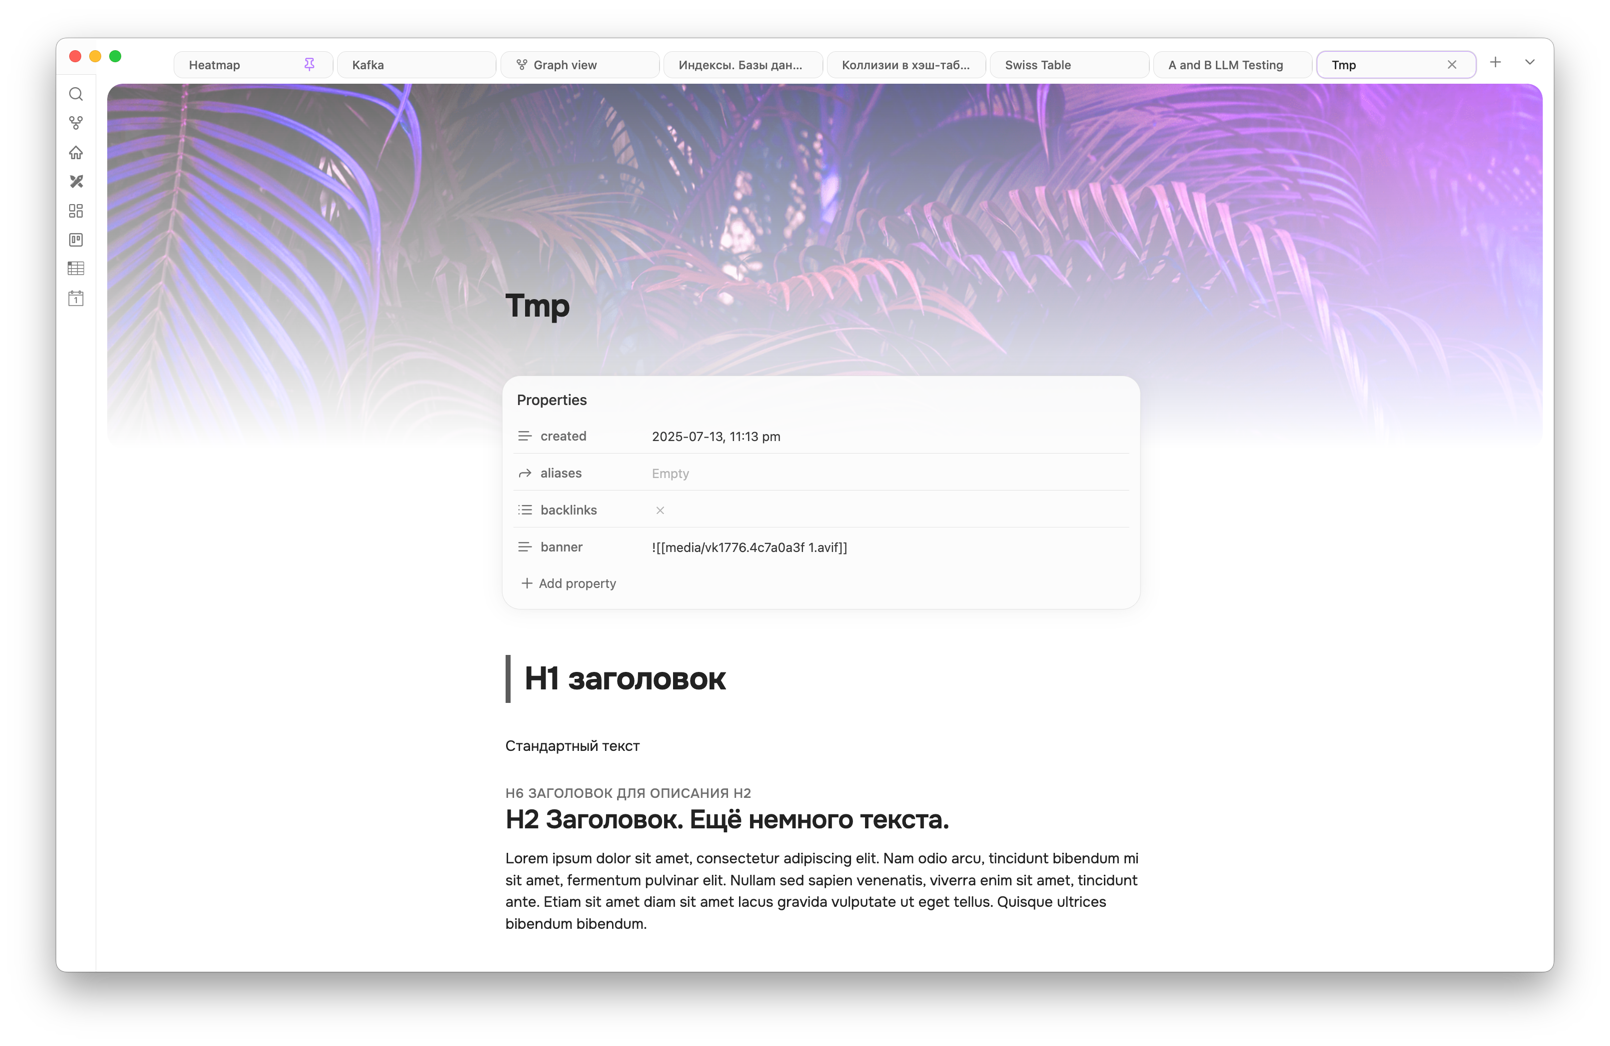 Heatmap
Kafka
Graph view
Индексы. Базы дан...
Коллизии в хэш-таб...
Swiss Table
A and B LLM Testing
Tmp
1
Tmp
Properties
created 2025-07-13, 11:13 pm
aliases Empty
backlinks
banner ![[media/vk1776.4c7a0a3f 1.avif]]
Add property
H1 заголовок
Стандартный текст
H6 ЗАГОЛОВОК ДЛЯ ОПИСАНИЯ H2
H2 Заголовок. Ещё немного текста.
Lorem ipsum dolor sit amet, consectetur adipiscing elit. Nam odio arcu, tincidunt bibendum mi
sit amet, fermentum pulvinar elit. Nullam sed sapien venenatis, viverra enim sit amet, tincidunt
ante. Etiam sit amet diam sit amet lacus gravida vulputate ut eget tellus. Quisque ultrices
bibendum bibendum.